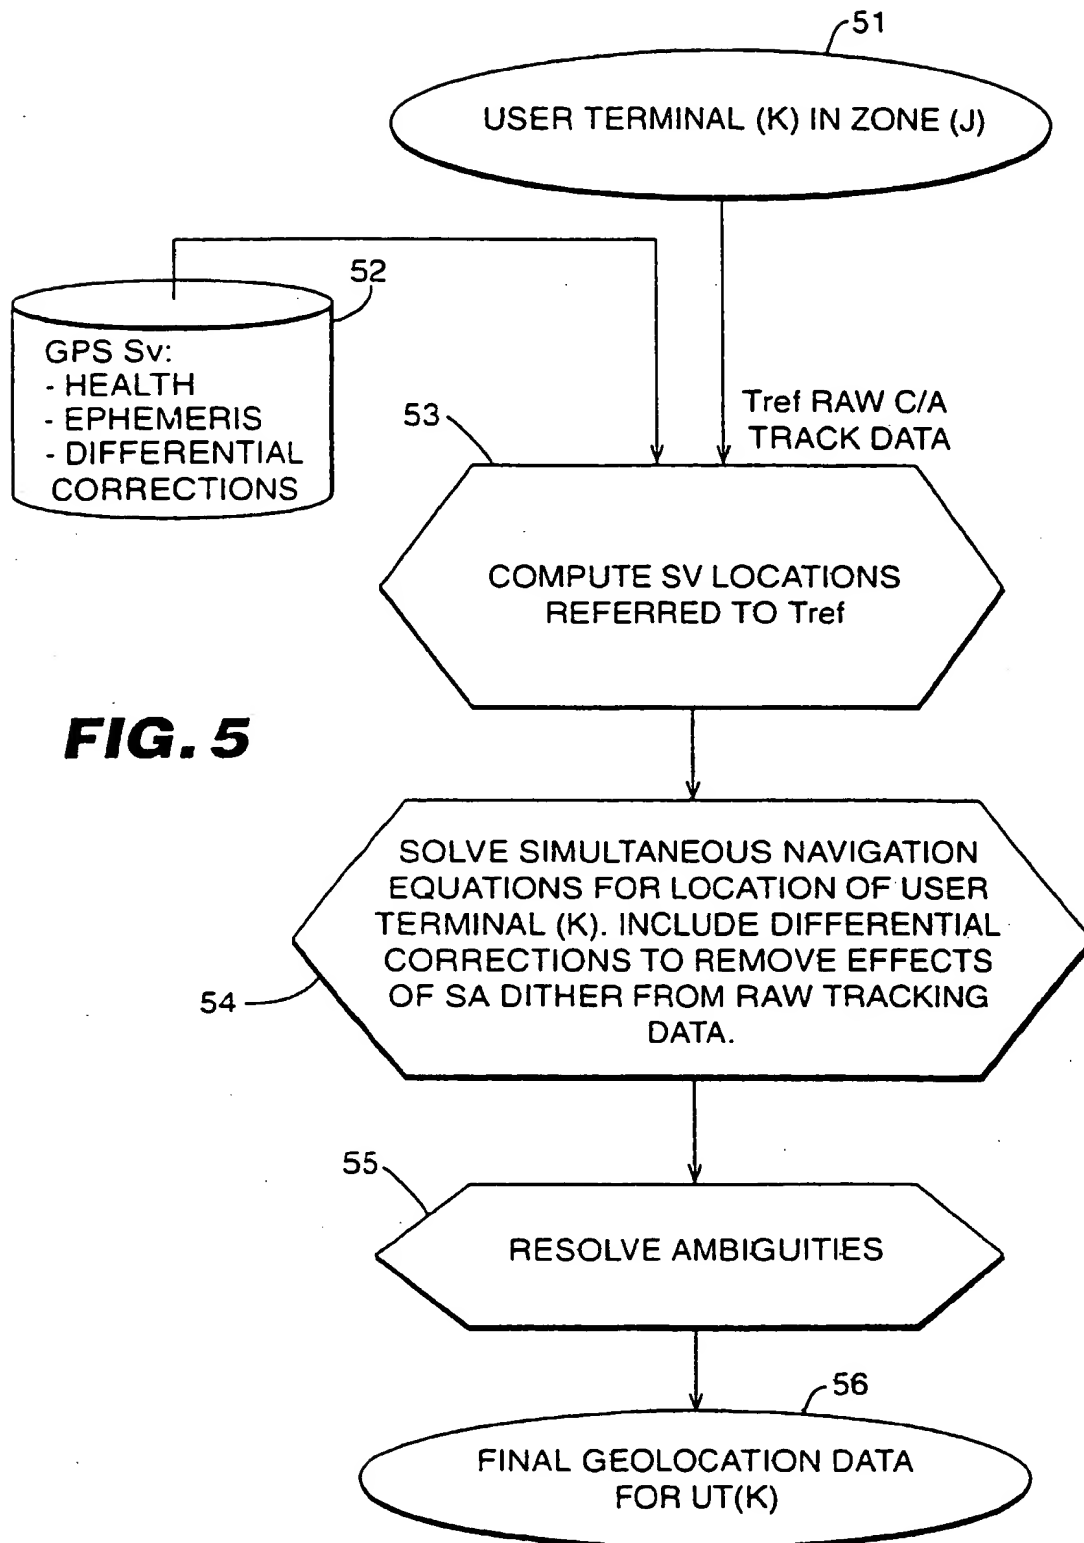 51
USER TERMINAL (K) IN ZONE (J)
52
GPS Sv:
- HEALTH
- EPHEMERIS
- DIFFERENTIAL
CORRECTIONS
53
Tref RAW C/A
TRACK DATA
COMPUTE SV LOCATIONS
REFERRED TO Tref
FIG. 5
SOLVE SIMULTANEOUS NAVIGATION
EQUATIONS FOR LOCATION OF USER
TERMINAL (K). INCLUDE DIFFERENTIAL
CORRECTIONS TO REMOVE EFFECTS
OF SA DITHER FROM RAW TRACKING
DATA.
54
55
RESOLVE AMBIGUITIES
56
FINAL GEOLOCATION DATA
FOR UT(K)